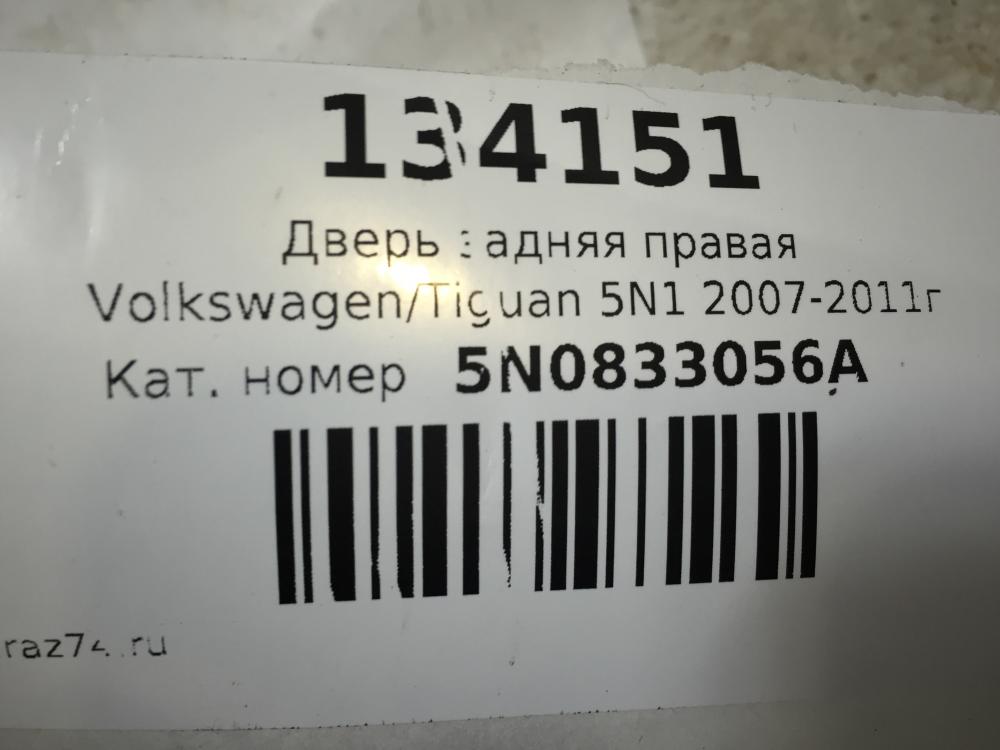 134151
Дверь задняя правая
Volkswagen/Tiguan 5N1 2007-2011г
Кат. номер 5N0833056A
raz74.ru